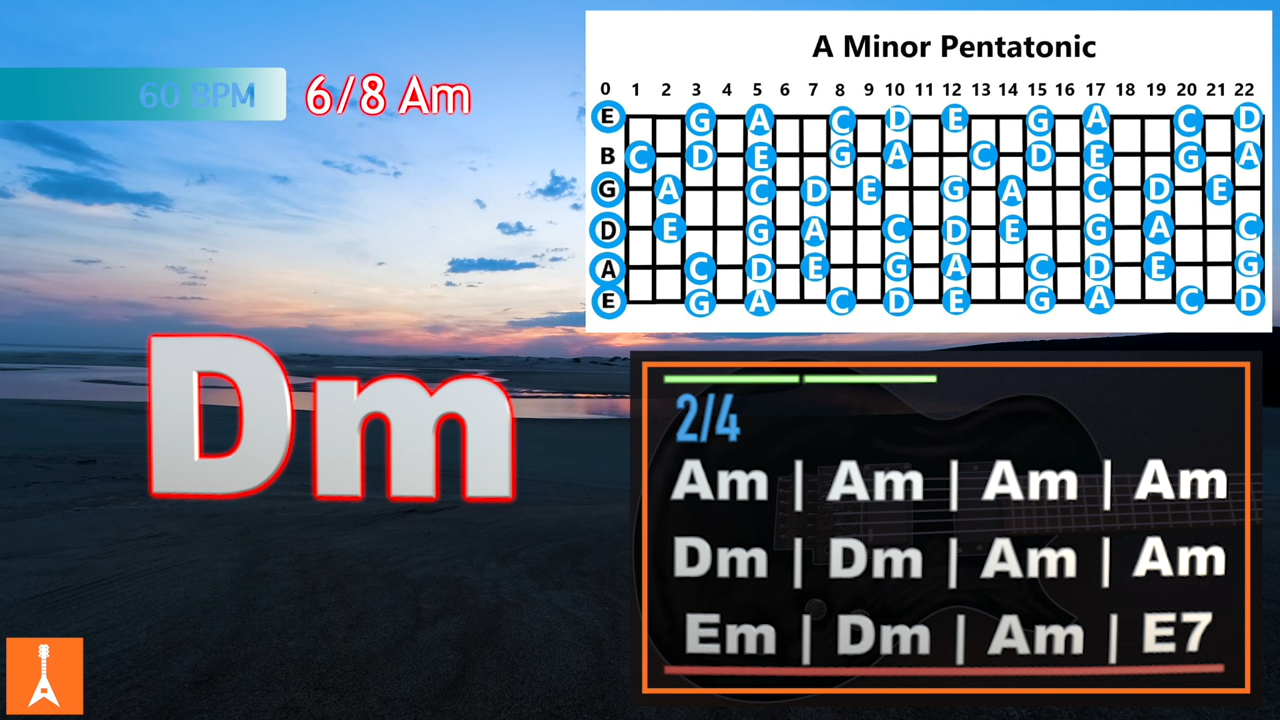 60 BPM
6/8 Am
A Minor Pentatonic
0 1 2 3 4 5 6 7 8 9 10 11 12 13 14 15 16 17 18 19 20 21 22
E G A C D E G A C D
B C D E G A C D E G A
G A C D E G A C D E
D E G A C D E G A C
A C D E G A C D E G
E G A C D E G A C D
Dm
2/4
Am | Am | Am | Am
Dm | Dm | Am | Am
Em | Dm | Am | E7